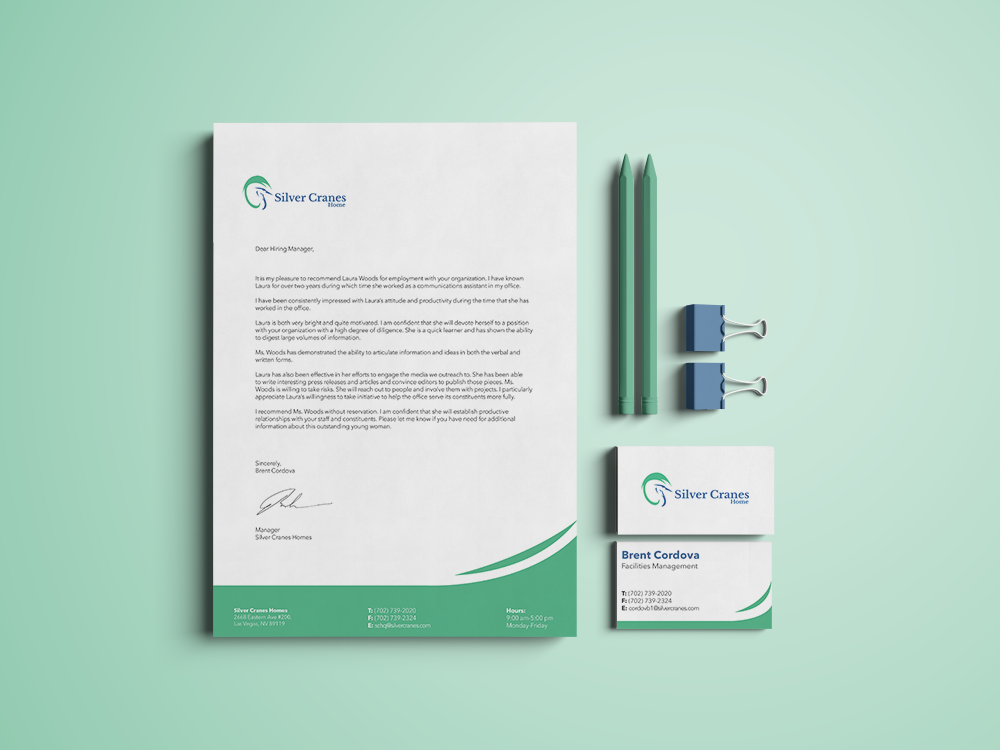 Silver Cranes
Home
Dear Hiring Manager,
It is my pleasure to recommend Laura Woods for employment with your organization. I have known
Laura for over two years during which time she worked as a communications assistant in my office.
I have been consistently impressed with Laura's attitude and productivity during the time that she has
worked in the office.
Laura is both very bright and quite motivated. I am confident that she will devote herself to a position
with your organization with a high degree of diligence. She is a quick learner and has shown the ability
to digest large volumes of information.
Ms. Woods has demonstrated the ability to articulate information and ideas in both the verbal and
written forms.
Laura has also been effective in her efforts to engage the media we outreach to. She has been able
to write interesting press releases and articles and convince editors to publish those pieces. Ms.
Woods is willing to take risks. She will reach out to people and involve them with projects. I particularly
appreciate Laura's willingness to take initiative to help the office serve its constituents more fully.
I recommend Ms. Woods without reservation. I am confident that she will establish productive
relationships with your staff and constituents. Please let me know if you have need for additional
information about this outstanding young woman.
Sincerely,
Brent Cordova
Manager
Silver Cranes Homes
Silver Cranes Homes
2668 Eastern Ave #200
Las Vegas, NV 89119
T: (702) 739-2020
F: (702) 739-2324
E: schq@silvercranes.com
Hours:
9:00 am-5:00 pm
Monday-Friday
Silver Cranes
Home
Brent Cordova
Facilities Management
T: (702) 739-2020
F: (702) 739-2324
E: cordovb1@silvercranes.com